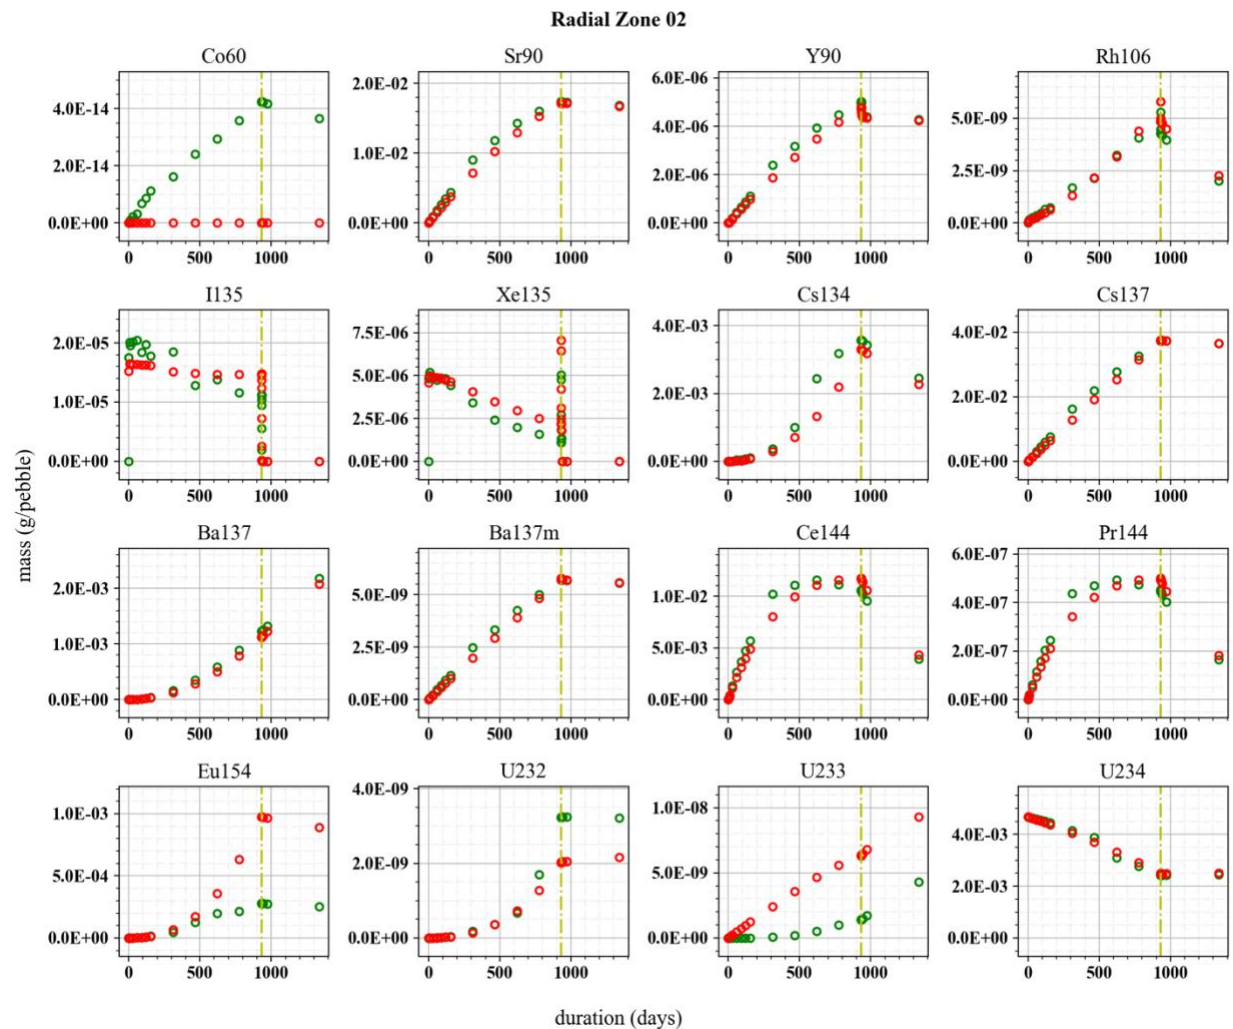 Radial Zone 02
Co60 Sr90 Y90 Rh106
4.0E-14
2.0E-14
0.0E+00
0 500 1000
2.0E-02
1.0E-02
0.0E+00
0 500 1000
6.0E-06
4.0E-06
2.0E-06
0.0E+00
0 500 1000
5.0E-09
2.5E-09
0.0E+00
0 500 1000
I135 Xe135 Cs134 Cs137
2.0E-05
1.0E-05
0.0E+00
0 500 1000
7.5E-06
5.0E-06
2.5E-06
0.0E+00
0 500 1000
4.0E-03
2.0E-03
0.0E+00
0 500 1000
4.0E-02
2.0E-02
0.0E+00
0 500 1000
mass (g/pebble)
Ba137 Ba137m Ce144 Pr144
2.0E-03
1.0E-03
0.0E+00
0 500 1000
5.0E-09
2.5E-09
0.0E+00
0 500 1000
1.0E-02
5.0E-03
0.0E+00
0 500 1000
6.0E-07
4.0E-07
2.0E-07
0.0E+00
0 500 1000
Eu154 U232 U233 U234
1.0E-03
5.0E-04
0.0E+00
0 500 1000
4.0E-09
2.0E-09
0.0E+00
0 500 1000
1.0E-08
5.0E-09
0.0E+00
0 500 1000
4.0E-03
2.0E-03
0.0E+00
0 500 1000
duration (days)